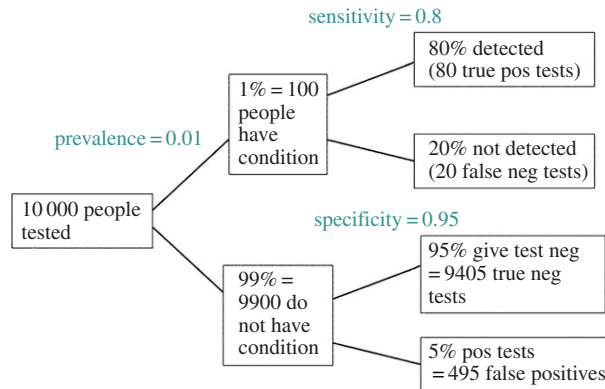 sensitivity = 0.8
80% detected
(80 true pos tests)
1% = 100
people
have
condition
prevalence = 0.01
20% not detected
(20 false neg tests)
10 000 people
tested
specificity = 0.95
95% give test neg
= 9405 true neg
tests
99% =
9900 do
not have
condition
5% pos tests
= 495 false positives